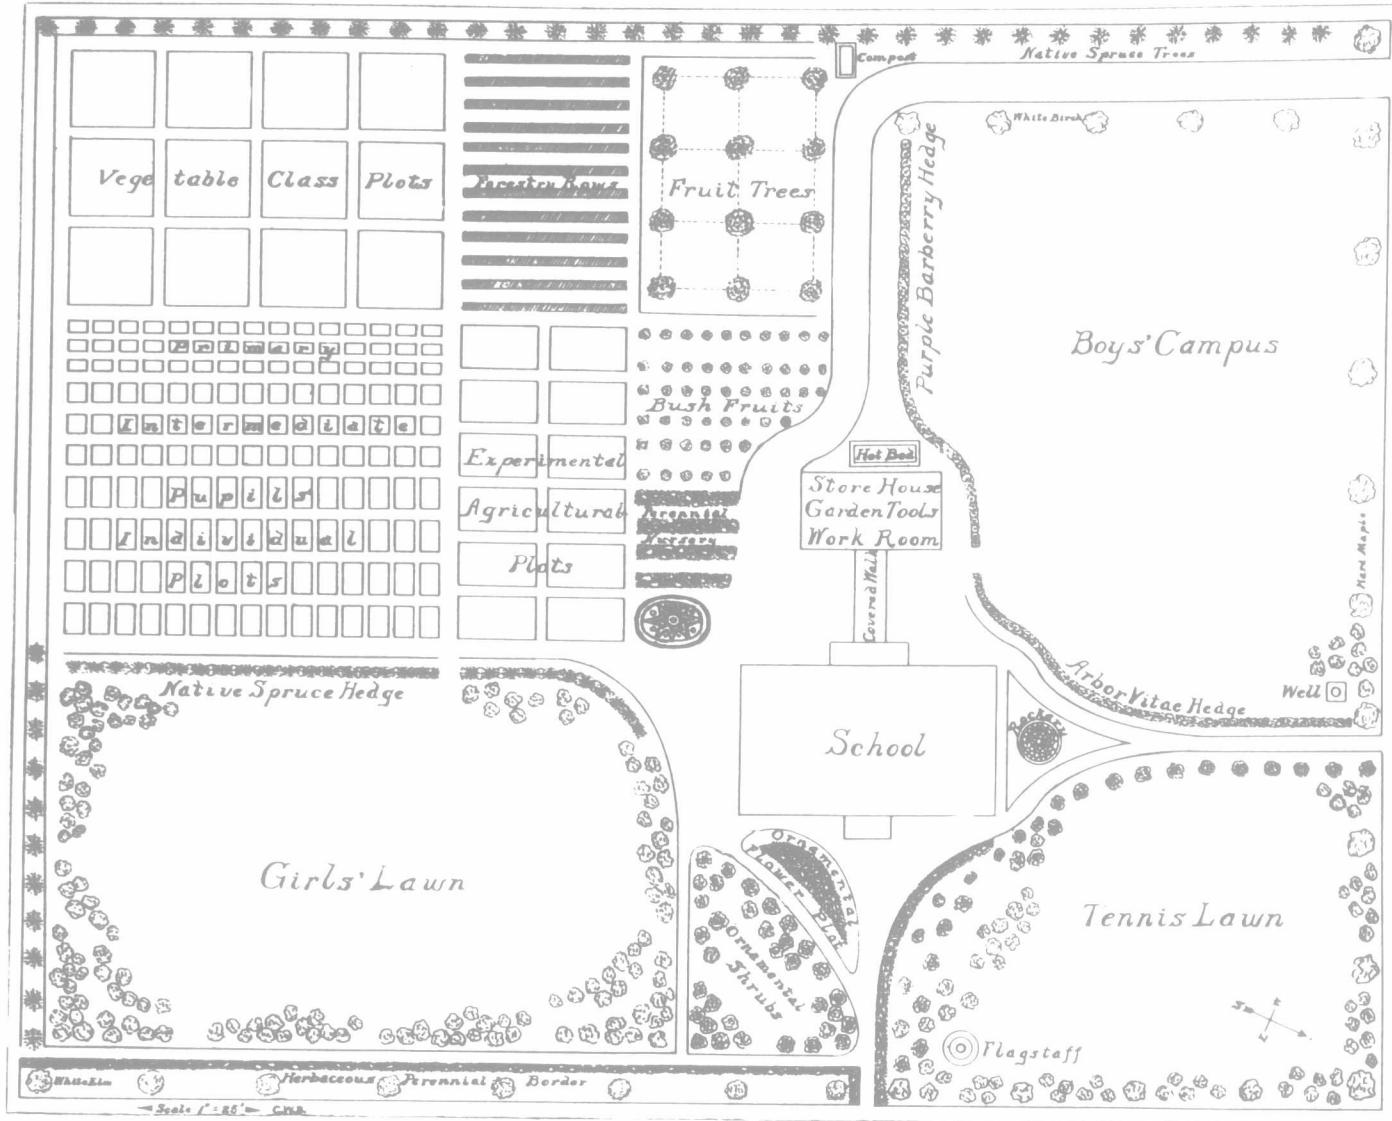 Compost
Native Spruce Trees
White Birch
Vegetable Class Plots
Forestry Rows
Fruit Trees
Purple Barberry Hedge
Boys' Campus
Primary
Intermediate
Pupils'
Individual
Plots
Bush Fruits
Experimental
Agricultural
Plots
Perennial
Nursery
Hot Bed
Store House
Garden Tools
Work Room
Covered Walk
Hard Maple
Native Spruce Hedge
Arbor Vitae Hedge
Well
Rockery
School
Girls' Lawn
Ornamental
Flower Plot
Ornamental
Shrubs
Tennis Lawn
Flagstaff
White Elm
Herbaceous Perennial Border
Scale 1" = 25'